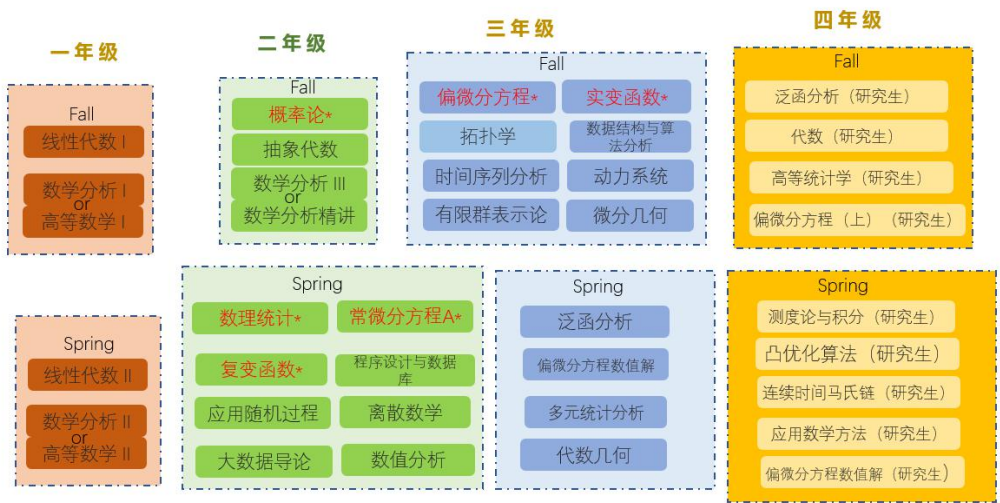 一年级
二年级
三年级
四年级
Fall
线性代数 I
数学分析 I
or
高等数学 I
Fall
概率论*
抽象代数
数学分析 III
or
数学分析精讲
Fall
偏微分方程*
实变函数*
拓扑学
数据结构与算
法分析
时间序列分析
动力系统
有限群表示论
微分几何
Fall
泛函分析（研究生）
代数（研究生）
高等统计学（研究生）
偏微分方程（上）（研究生）
Spring
线性代数 II
数学分析 II
or
高等数学 II
Spring
数理统计*
常微分方程A*
复变函数*
程序设计与数据
库
应用随机过程
离散数学
大数据导论
数值分析
Spring
泛函分析
偏微分方程数值解
多元统计分析
代数几何
Spring
测度论与积分（研究生）
凸优化算法（研究生）
连续时间马氏链（研究生）
应用数学方法（研究生）
偏微分方程数值解（研究生）